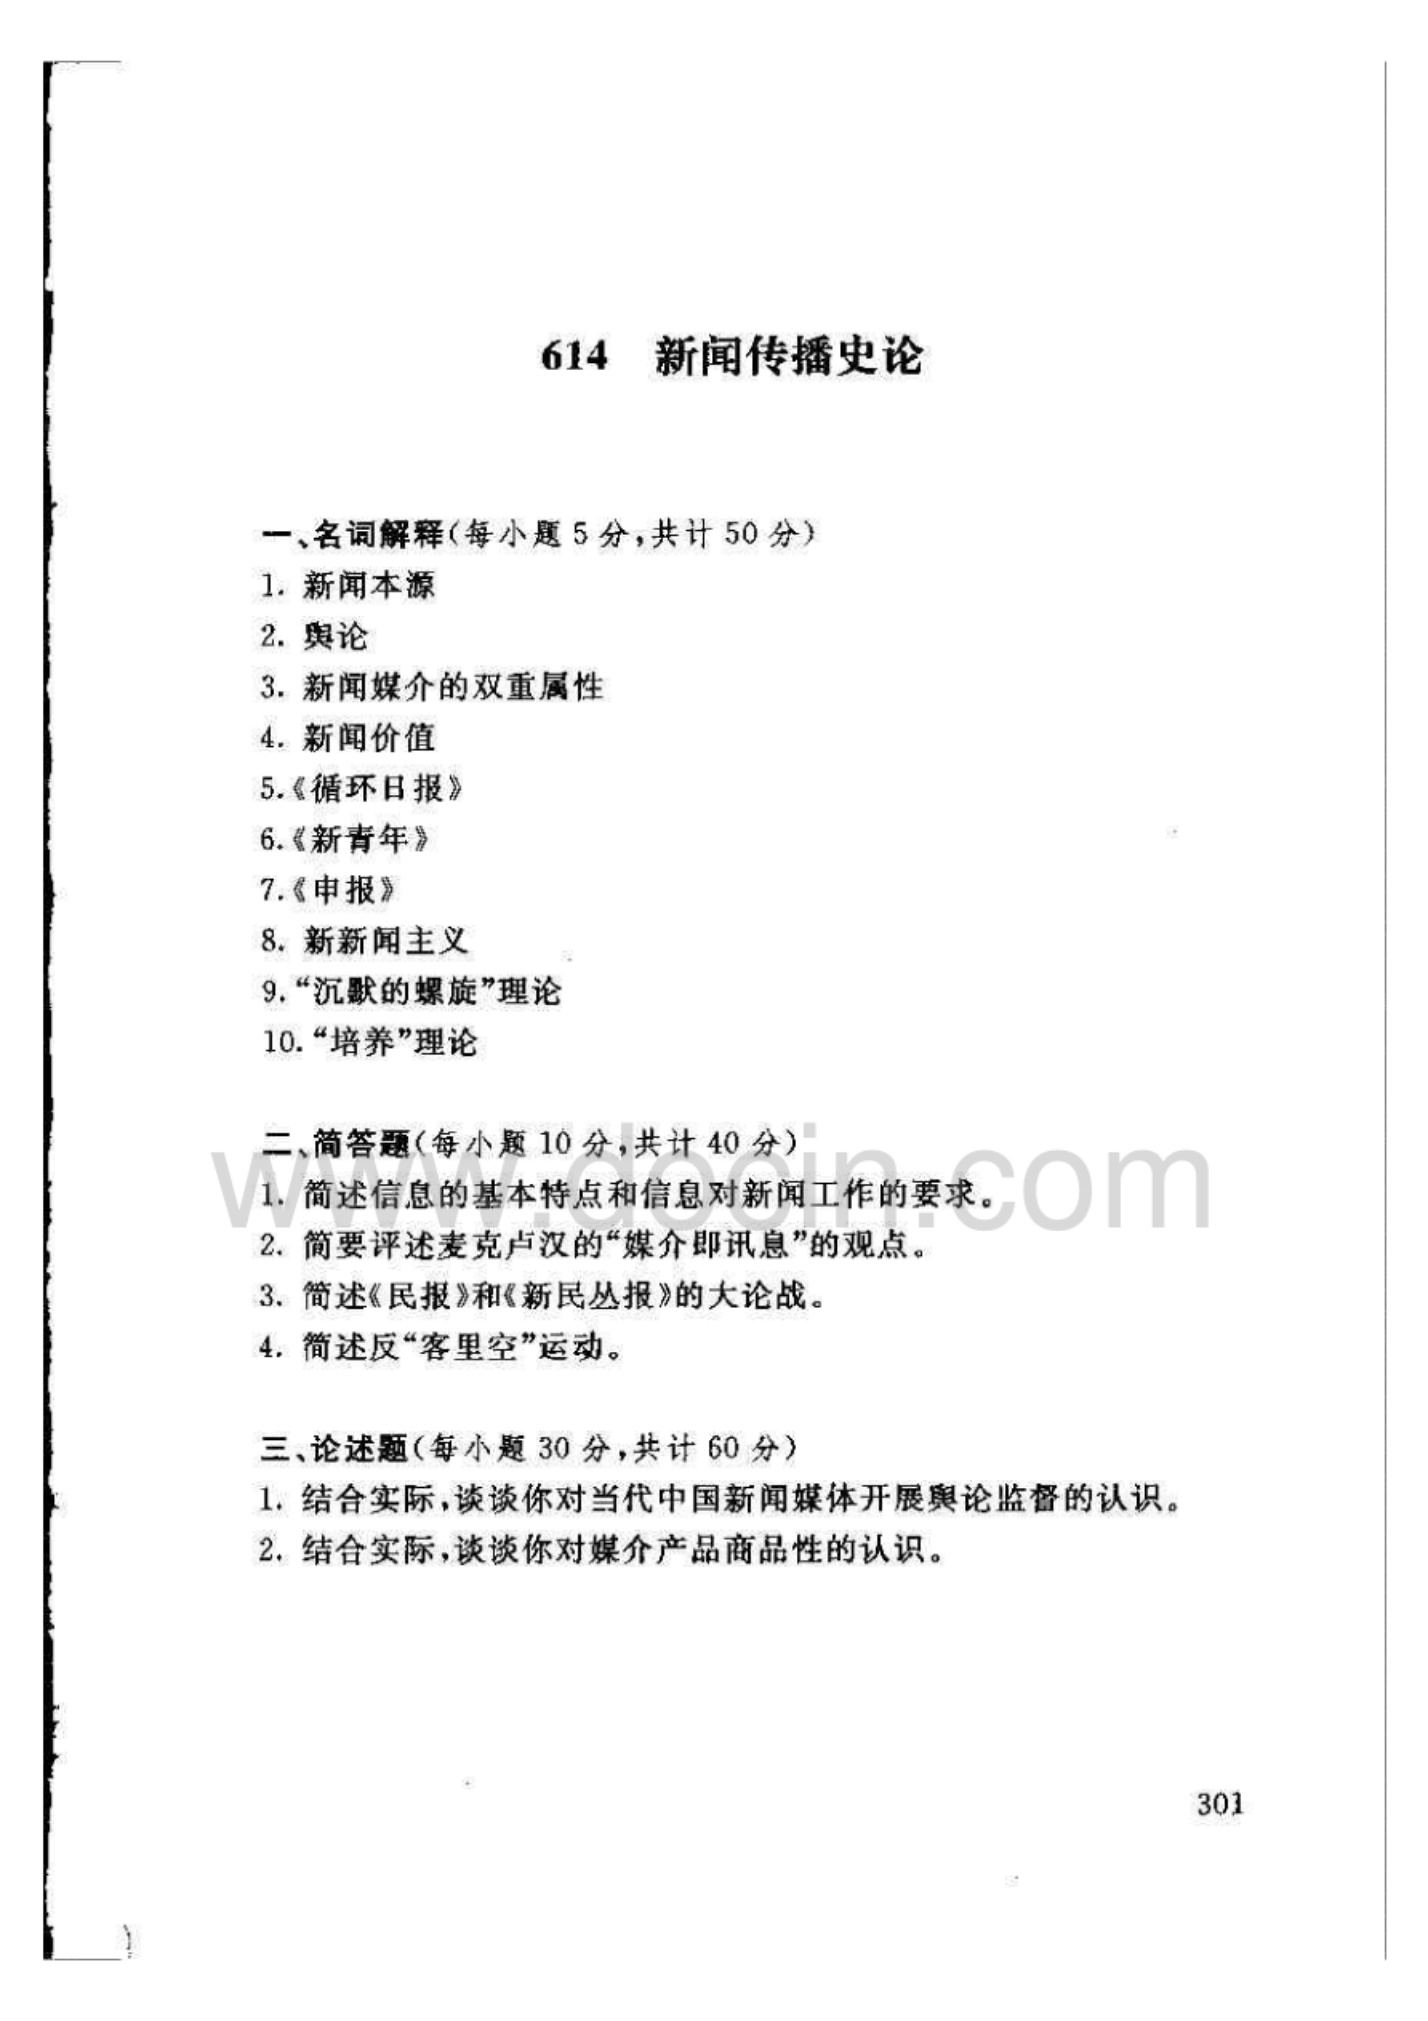 614 新闻传播史论
一、名词解释(每小题5分,共计50分)
1. 新闻本源
2. 舆论
3. 新闻媒介的双重属性
4. 新闻价值
5.《循环日报》
6.《新青年》
7.《申报》
8. 新新闻主义
9.“沉默的螺旋”理论
10.“培养”理论
二、简答题(每小题10分,共计40分)
www.docin.com
1. 简述信息的基本特点和信息对新闻工作的要求。
2. 简要评述麦克卢汉的“媒介即讯息”的观点。
3. 简述《民报》和《新民丛报》的大论战。
4. 简述反“客里空”运动。
三、论述题(每小题30分,共计60分)
1. 结合实际,谈谈你对当代中国新闻媒体开展舆论监督的认识。
2. 结合实际,谈谈你对媒介产品商品性的认识。
301